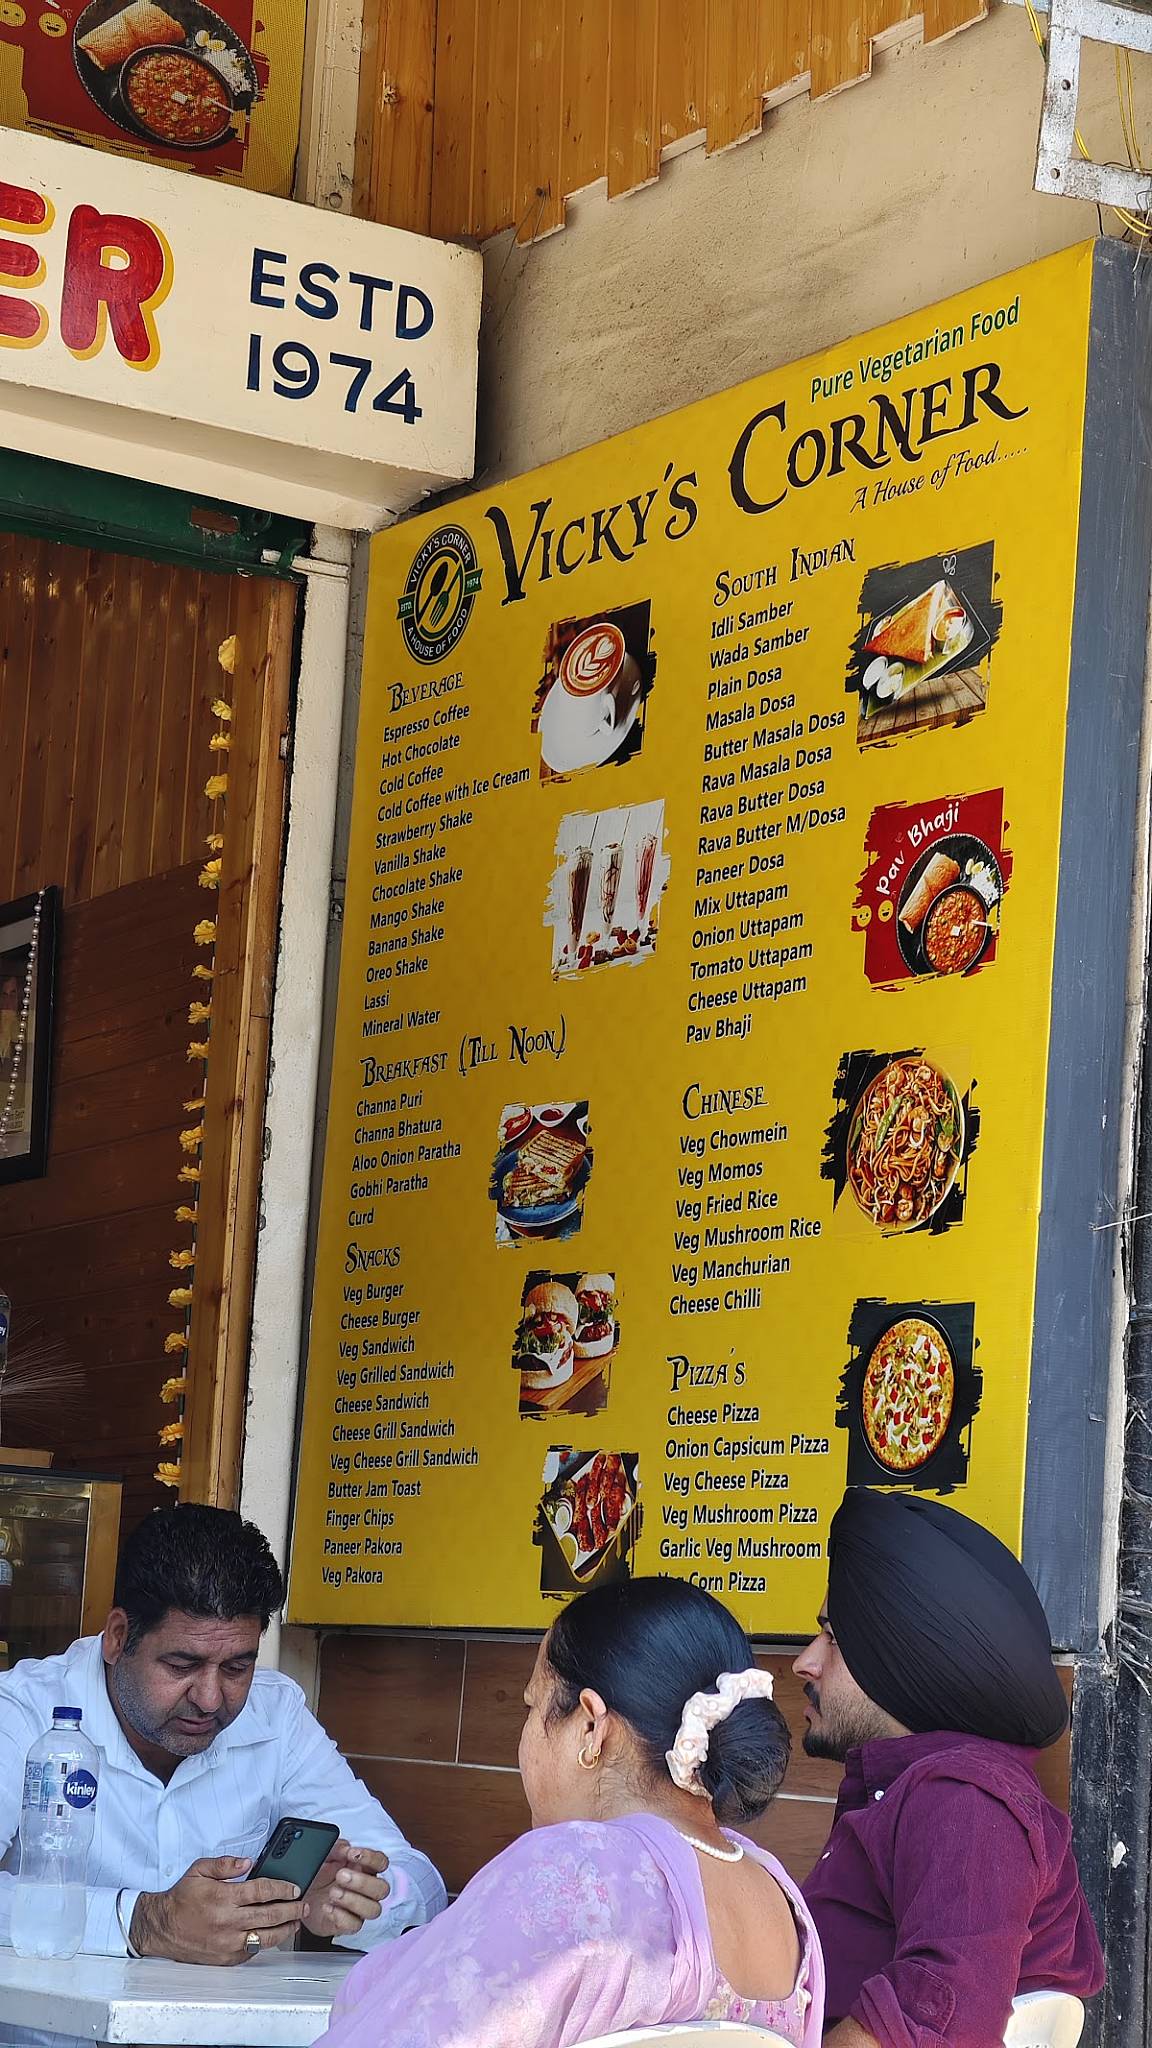 ER
ESTD
1974
Pure Vegetarian Food
VICKY'S CORNER
A House of Food.....
VICKY'S CORNER
ESTD.
1974
A HOUSE OF FOOD
BEVERAGE
Espresso Coffee
Hot Chocolate
Cold Coffee
Cold Coffee with Ice Cream
Strawberry Shake
Vanilla Shake
Chocolate Shake
Mango Shake
Banana Shake
Oreo Shake
Lassi
Mineral Water
BREAKFAST (TILL NOON)
Channa Puri
Channa Bhatura
Aloo Onion Paratha
Gobhi Paratha
Curd
SNACKS
Veg Burger
Cheese Burger
Veg Sandwich
Veg Grilled Sandwich
Cheese Sandwich
Cheese Grill Sandwich
Veg Cheese Grill Sandwich
Butter Jam Toast
Finger Chips
Paneer Pakora
Veg Pakora
SOUTH INDIAN
Idli Samber
Wada Samber
Plain Dosa
Masala Dosa
Butter Masala Dosa
Rava Masala Dosa
Rava Butter Dosa
Rava Butter M/Dosa
Paneer Dosa
Mix Uttapam
Onion Uttapam
Tomato Uttapam
Cheese Uttapam
Pav Bhaji
Pav Bhaji
CHINESE
Veg Chowmein
Veg Momos
Veg Fried Rice
Veg Mushroom Rice
Veg Manchurian
Cheese Chilli
PIZZA'S
Cheese Pizza
Onion Capsicum Pizza
Veg Cheese Pizza
Veg Mushroom Pizza
Garlic Veg Mushroom
Corn Pizza
kinley